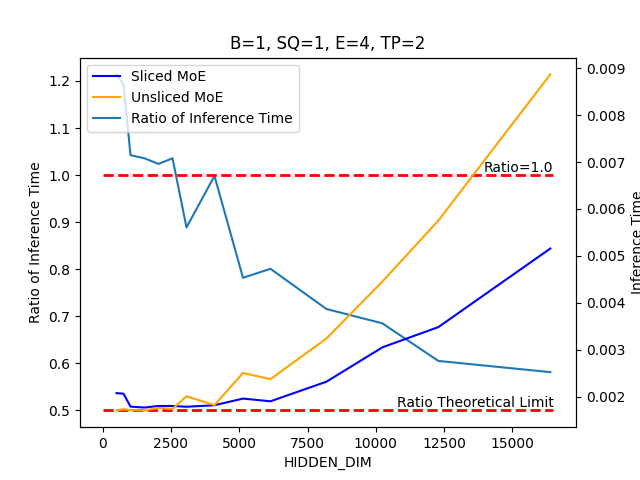 B=1, SQ=1, E=4, TP=2
Sliced MoE
Unsliced MoE
Ratio of Inference Time
Ratio=1.0
Ratio Theoretical Limit
Ratio of Inference Time
1.2
1.1
1.0
0.9
0.8
0.7
0.6
0.5
0.009
0.008
0.007
0.006
0.005
0.004
0.003
0.002
Inference Time
0
2500
5000
7500
10000
12500
15000
HIDDEN_DIM